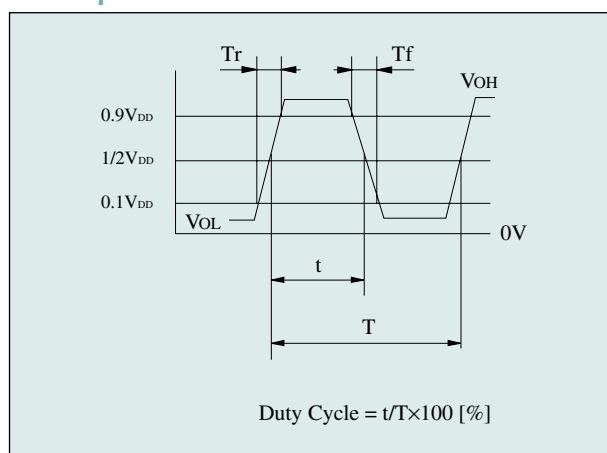 Tr
Tf
VOH
0.9VDD
1/2VDD
0.1VDD
VOL
0V
t
T
Duty Cycle = t/T×100 [%]